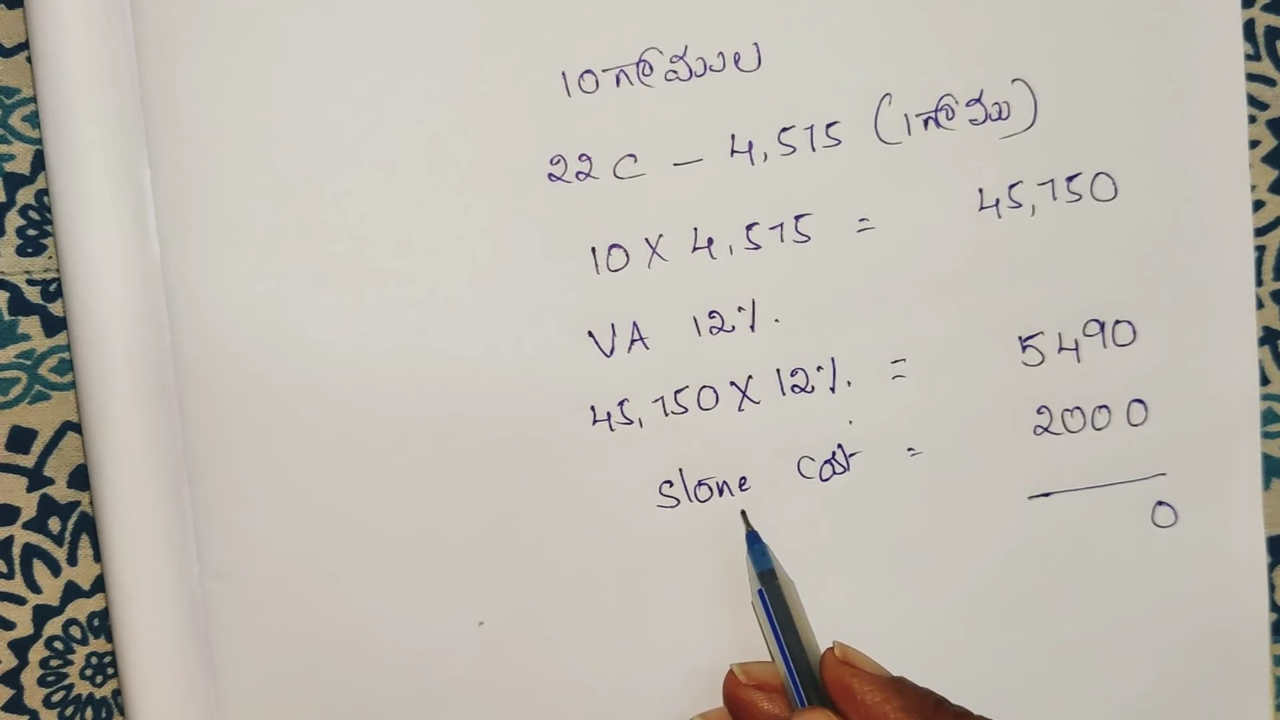 10గ్రాముల
22C - 4,575 (1గ్రాము)
10 X 4,575 = 45,750
VA 12%.
45,750 X 12%. = 5490
Stone cost = 2000
0